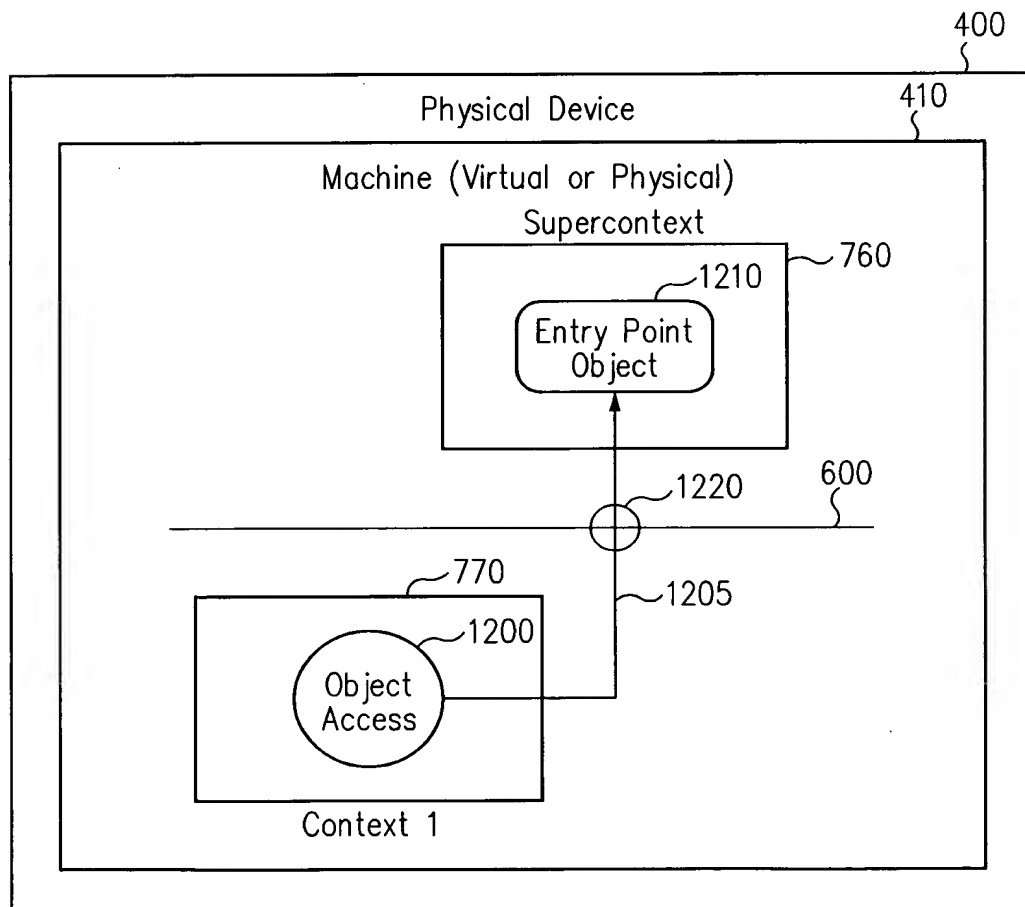 400
Physical Device
410
Machine (Virtual or Physical)
Supercontext
760
1210
Entry Point
Object
1220
600
770
1205
1200
Object
Access
Context 1